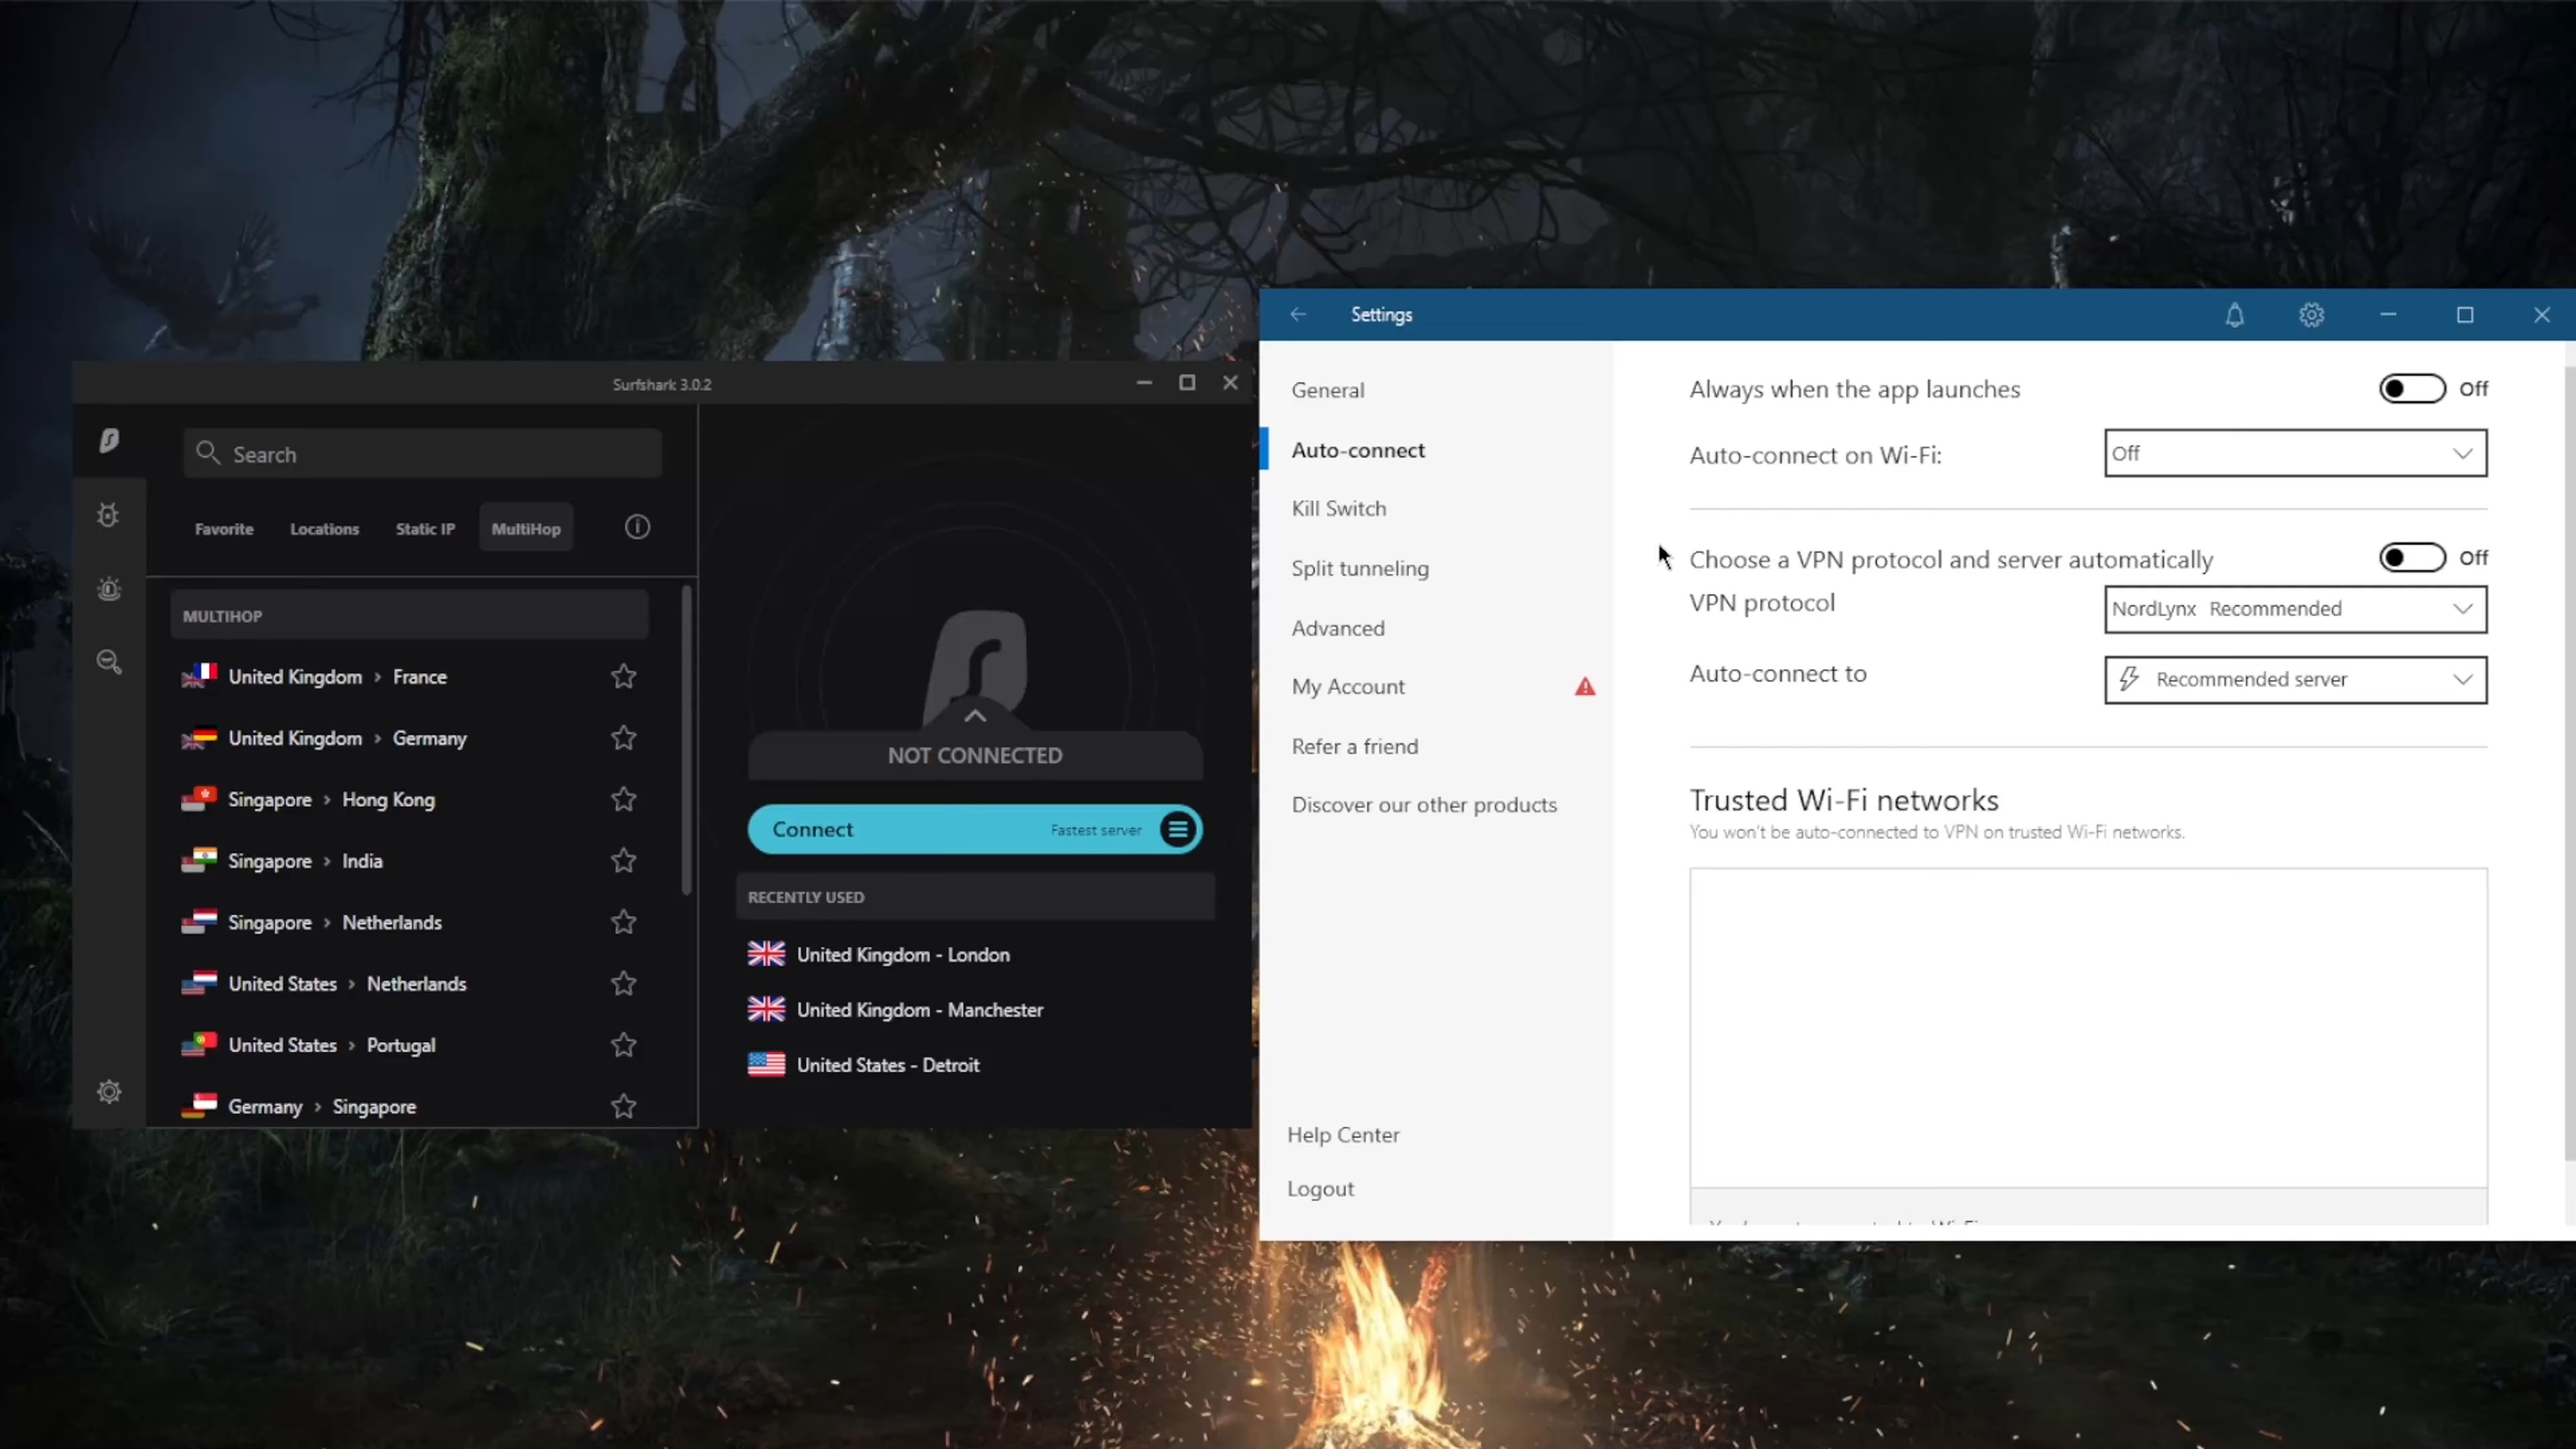 Surfshark 3.0.2
Search
Favorite Locations Static IP MultiHop
MULTIHOP
United Kingdom › France
United Kingdom › Germany
Singapore › Hong Kong
Singapore › India
Singapore › Netherlands
United States › Netherlands
United States › Portugal
Germany › Singapore
NOT CONNECTED
Connect Fastest server
RECENTLY USED
United Kingdom - London
United Kingdom - Manchester
United States - Detroit
Settings
General
Auto-connect
Kill Switch
Split tunneling
Advanced
My Account
Refer a friend
Discover our other products
Help Center
Logout
Always when the app launches Off
Auto-connect on Wi-Fi: Off
Choose a VPN protocol and server automatically Off
VPN protocol NordLynx Recommended
Auto-connect to Recommended server
Trusted Wi-Fi networks
You won't be auto-connected to VPN on trusted Wi-Fi networks.